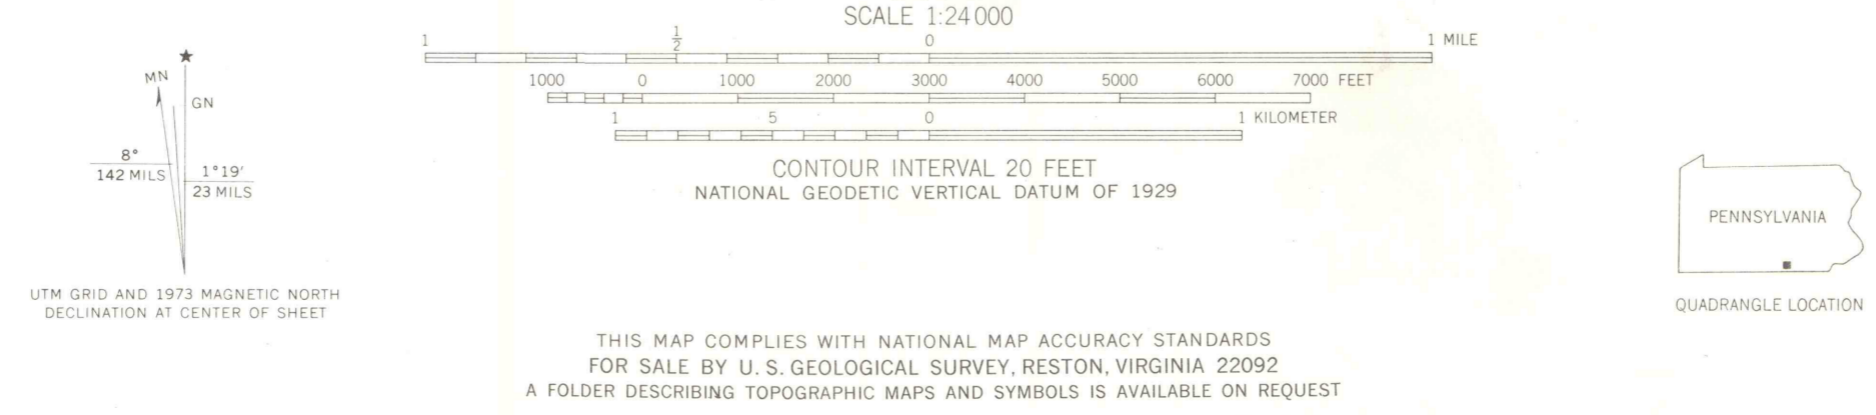 SCALE 1:24 000
1 1/2 0 1 MILE
1000 0 1000 2000 3000 4000 5000 6000 7000 FEET
1 5 0 1 KILOMETER
CONTOUR INTERVAL 20 FEET
NATIONAL GEODETIC VERTICAL DATUM OF 1929
★
MN
GN
8°
142 MILS
1°19′
23 MILS
UTM GRID AND 1973 MAGNETIC NORTH
DECLINATION AT CENTER OF SHEET
PENNSYLVANIA
QUADRANGLE LOCATION
THIS MAP COMPLIES WITH NATIONAL MAP ACCURACY STANDARDS
FOR SALE BY U. S. GEOLOGICAL SURVEY, RESTON, VIRGINIA 22092
A FOLDER DESCRIBING TOPOGRAPHIC MAPS AND SYMBOLS IS AVAILABLE ON REQUEST